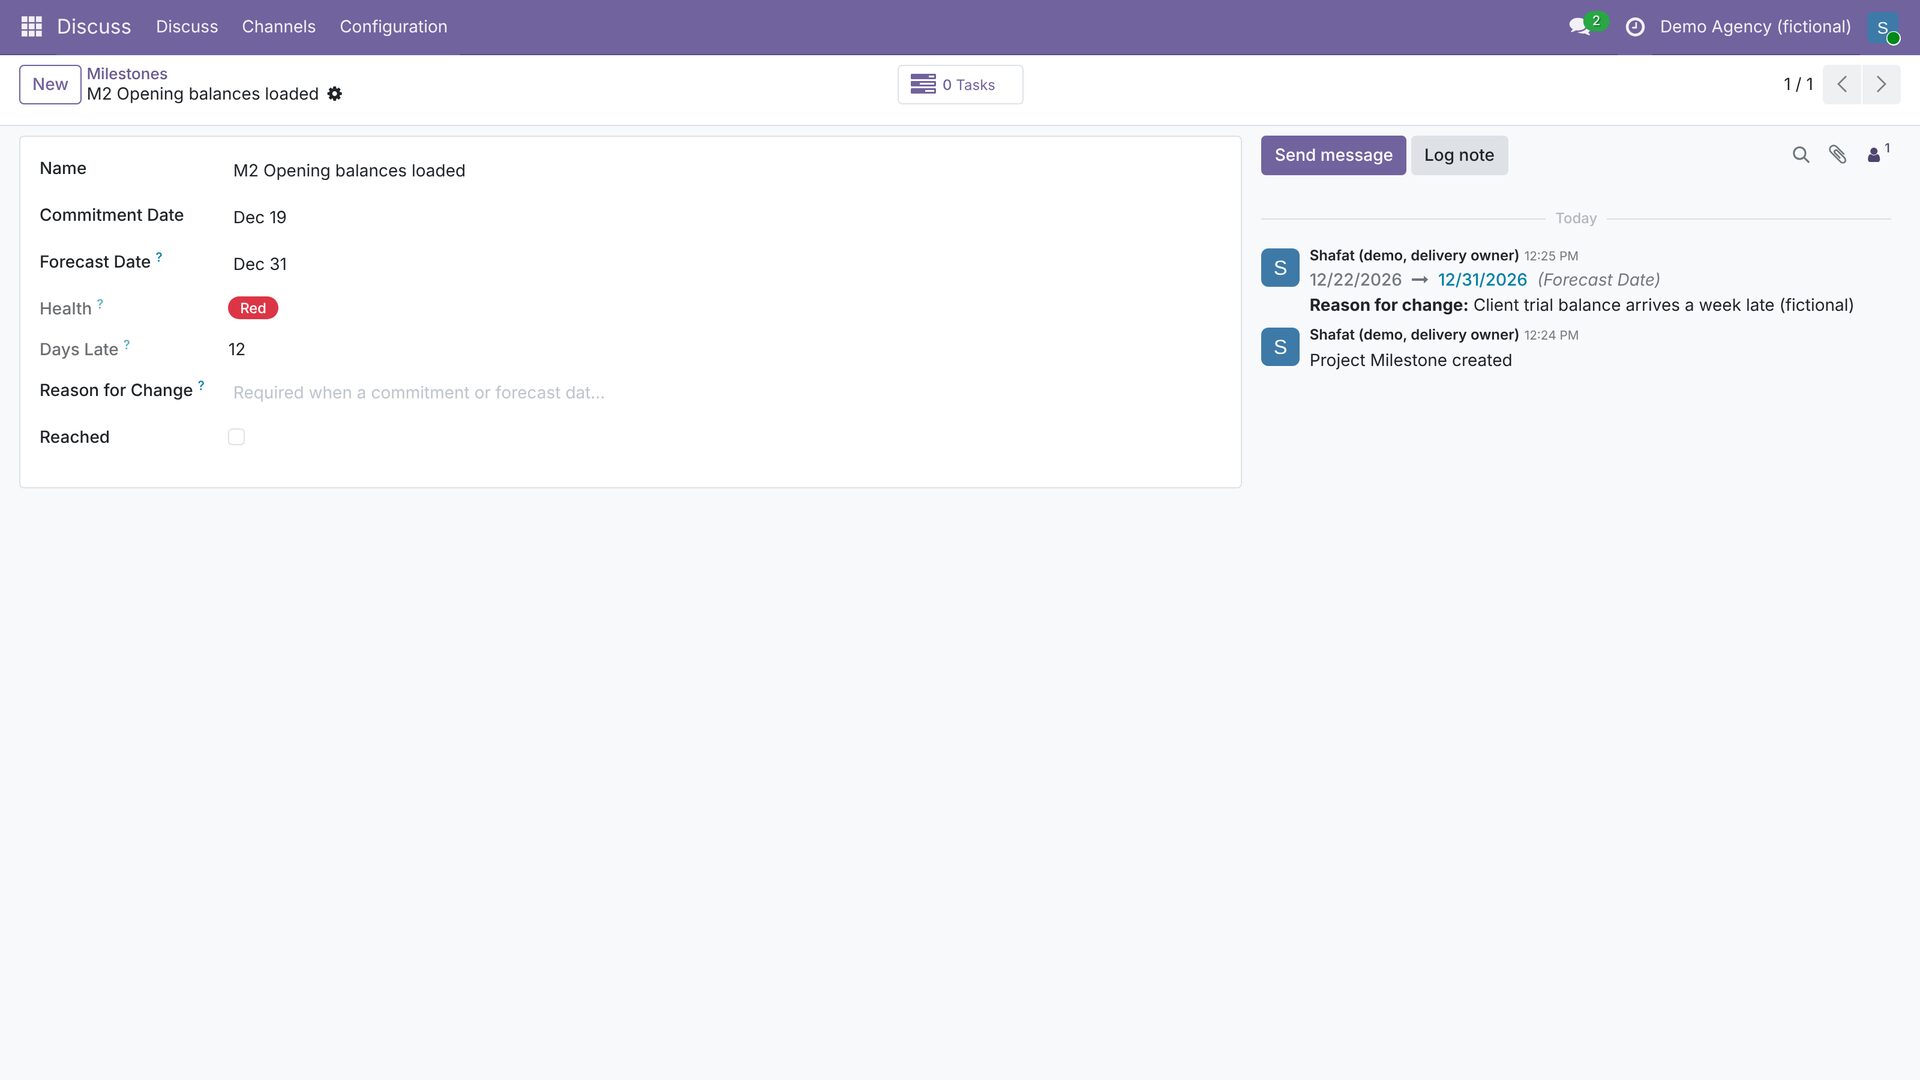 Discuss Discuss Channels Configuration 2 Demo Agency (fictional) S
New Milestones
M2 Opening balances loaded
0 Tasks
1 / 1
Name M2 Opening balances loaded
Commitment Date Dec 19
Forecast Date ? Dec 31
Health ? Red
Days Late ? 12
Reason for Change ? Required when a commitment or forecast dat...
Reached
Send message Log note 1
Today
S Shafat (demo, delivery owner) 12:25 PM
12/22/2026 → 12/31/2026 (Forecast Date)
Reason for change: Client trial balance arrives a week late (fictional)
S Shafat (demo, delivery owner) 12:24 PM
Project Milestone created